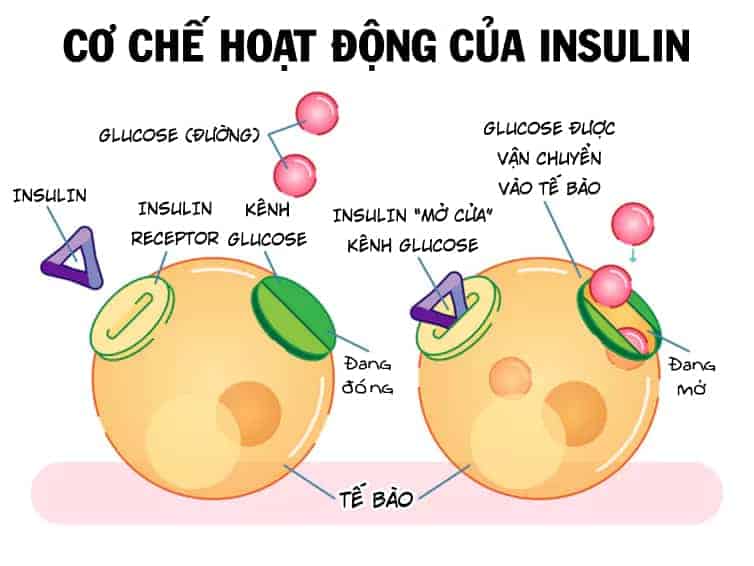 CƠ CHẾ HOẠT ĐỘNG CỦA INSULIN
GLUCOSE (ĐƯỜNG)
INSULIN
INSULIN
RECEPTOR
KÊNH
GLUCOSE
Đang
đóng
GLUCOSE ĐƯỢC
VẬN CHUYỂN
VÀO TẾ BÀO
INSULIN "MỞ CỬA"
KÊNH GLUCOSE
Đang
mở
TẾ BÀO